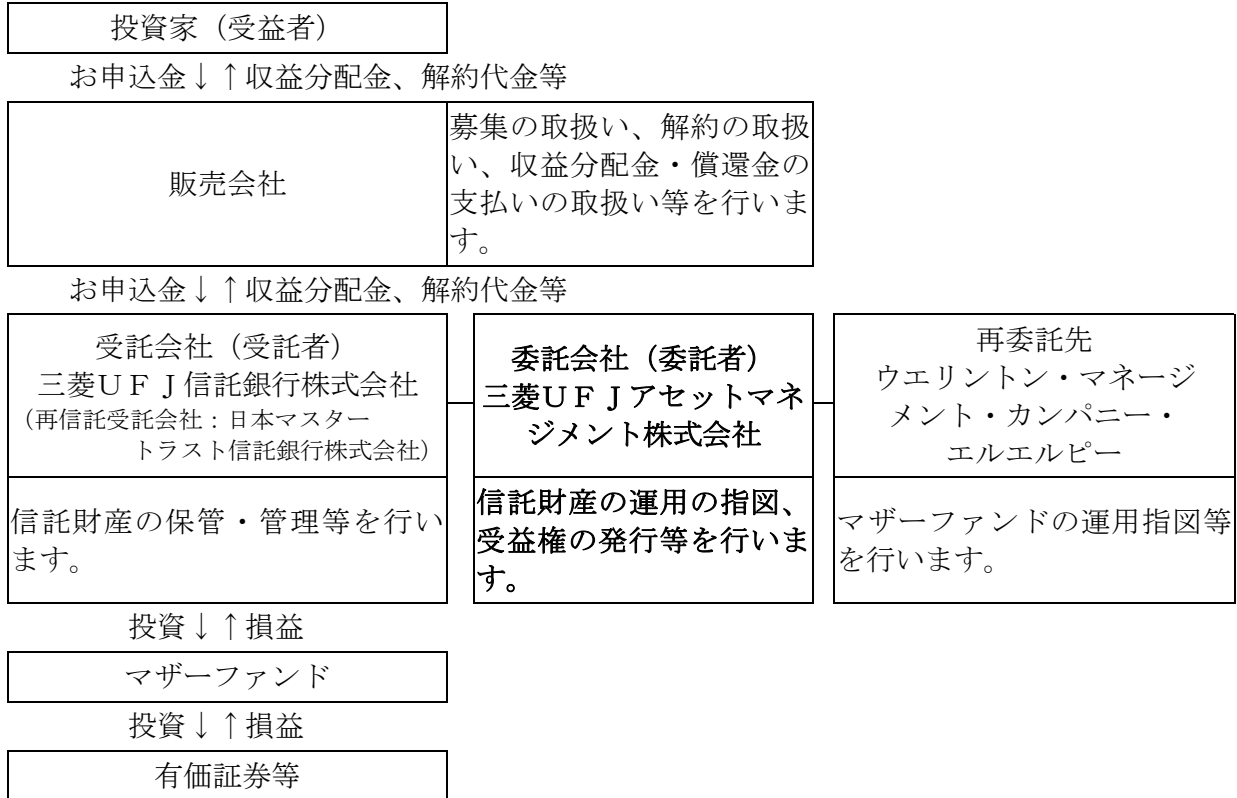 投資家（受益者）
お申込金↓↑収益分配金、解約代金等
販売会社
募集の取扱い、解約の取扱
い、収益分配金・償還金の
支払いの取扱い等を行いま
す。
お申込金↓↑収益分配金、解約代金等
受託会社（受託者）
三菱ＵＦＪ信託銀行株式会社
（再信託受託会社：日本マスター
トラスト信託銀行株式会社）
委託会社（委託者）
三菱ＵＦＪアセットマネ
ジメント株式会社
再委託先
ウエリントン・マネージ
メント・カンパニー・
エルエルピー
信託財産の保管・管理等を行い
ます。
信託財産の運用の指図、
受益権の発行等を行いま
す。
マザーファンドの運用指図等
を行います。
投資↓↑損益
マザーファンド
投資↓↑損益
有価証券等